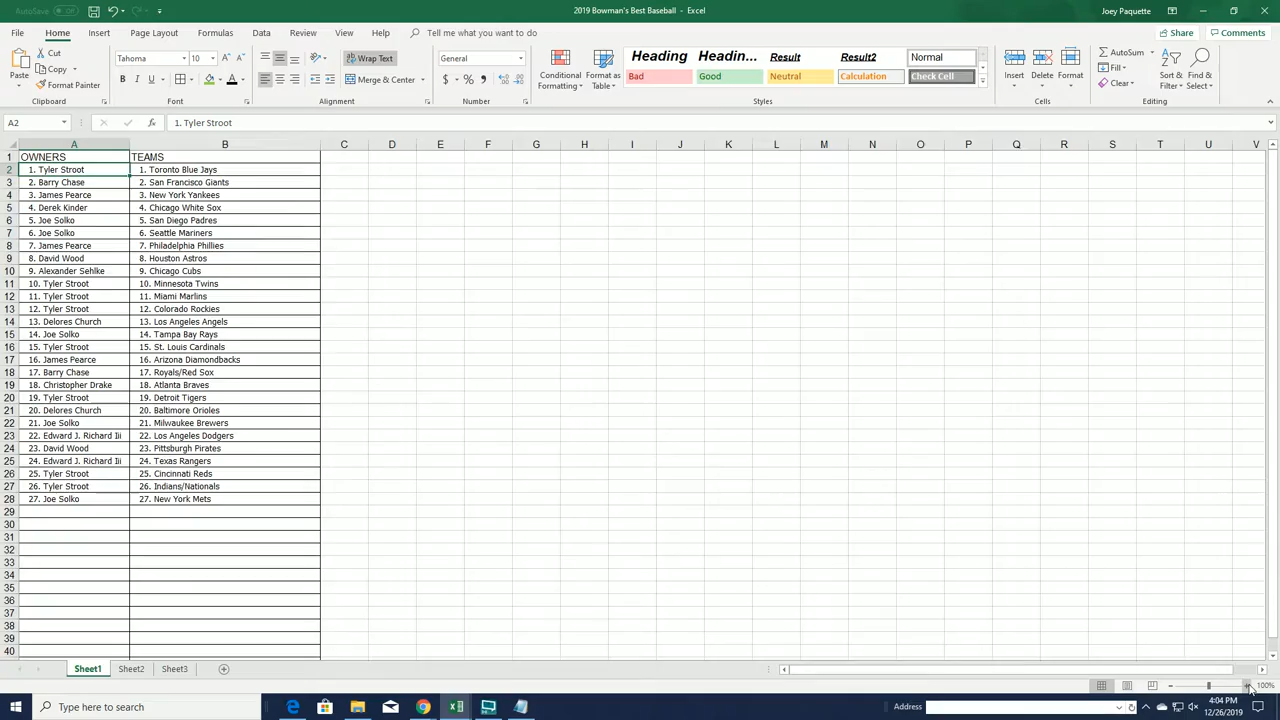 AutoSave Off 2019 Bowman's Best Baseball - Excel Joey Paquette
File Home Insert Page Layout Formulas Data Review View Help Tell me what you want to do Share Comments
Paste Cut Copy Format Painter Clipboard
Tahoma 10 B I U A Font
Wrap Text Merge & Center Alignment
General $ % , Number
Conditional Formatting Format as Table
Heading Headin... Result Result2 Normal
Bad Good Neutral Calculation Check Cell
Styles
Insert Delete Format Cells
AutoSum Fill Clear Sort & Filter Find & Select Editing
A2 fx 1. Tyler Stroot
A B C D E F G H I J K L M N O P Q R S T U V
1 OWNERS TEAMS
2 1. Tyler Stroot 1. Toronto Blue Jays
3 2. Barry Chase 2. San Francisco Giants
4 3. James Pearce 3. New York Yankees
5 4. Derek Kinder 4. Chicago White Sox
6 5. Joe Solko 5. San Diego Padres
7 6. Joe Solko 6. Seattle Mariners
8 7. James Pearce 7. Philadelphia Phillies
9 8. David Wood 8. Houston Astros
10 9. Alexander Sehlke 9. Chicago Cubs
11 10. Tyler Stroot 10. Minnesota Twins
12 11. Tyler Stroot 11. Miami Marlins
13 12. Tyler Stroot 12. Colorado Rockies
14 13. Delores Church 13. Los Angeles Angels
15 14. Joe Solko 14. Tampa Bay Rays
16 15. Tyler Stroot 15. St. Louis Cardinals
17 16. James Pearce 16. Arizona Diamondbacks
18 17. Barry Chase 17. Royals/Red Sox
19 18. Christopher Drake 18. Atlanta Braves
20 19. Tyler Stroot 19. Detroit Tigers
21 20. Delores Church 20. Baltimore Orioles
22 21. Joe Solko 21. Milwaukee Brewers
23 22. Edward J. Richard Iii 22. Los Angeles Dodgers
24 23. David Wood 23. Pittsburgh Pirates
25 24. Edward J. Richard Iii 24. Texas Rangers
26 25. Tyler Stroot 25. Cincinnati Reds
27 26. Tyler Stroot 26. Indians/Nationals
28 27. Joe Solko 27. New York Mets
29
30
31
32
33
34
35
36
37
38
39
40
Sheet1 Sheet2 Sheet3
100%
Type here to search Address 4:04 PM
12/26/2019